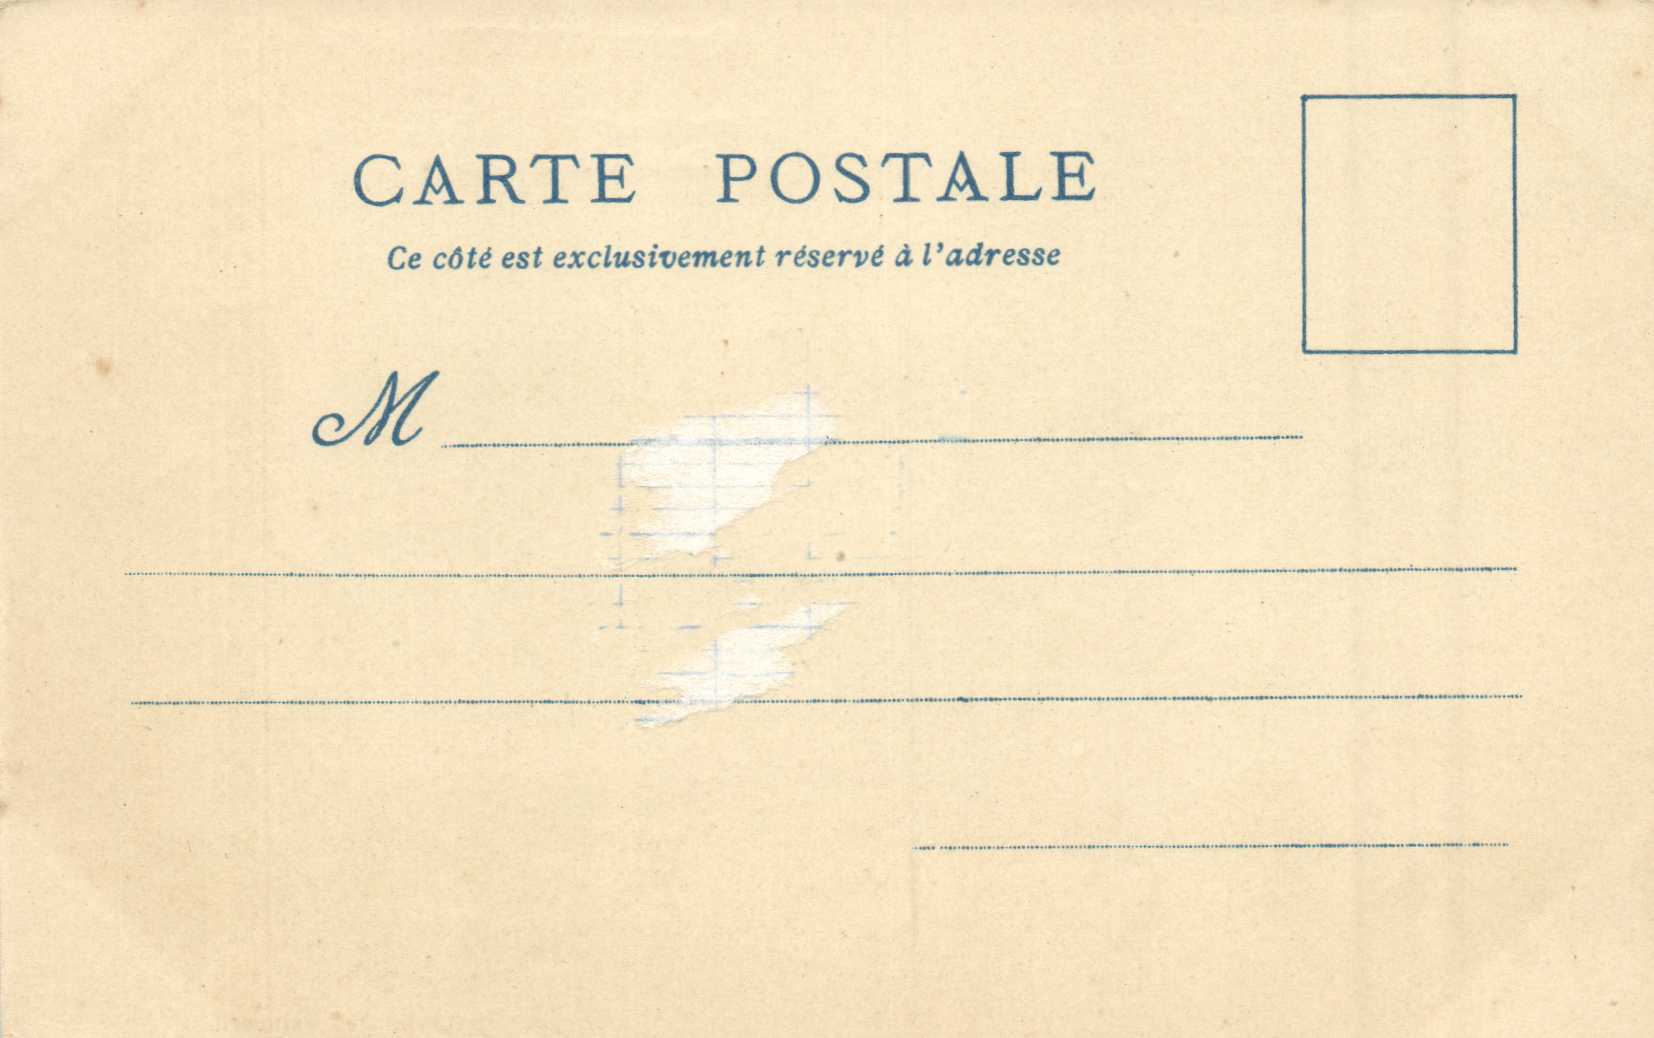 CARTE POSTALE
Ce côté est exclusivement réservé à l'adresse
M